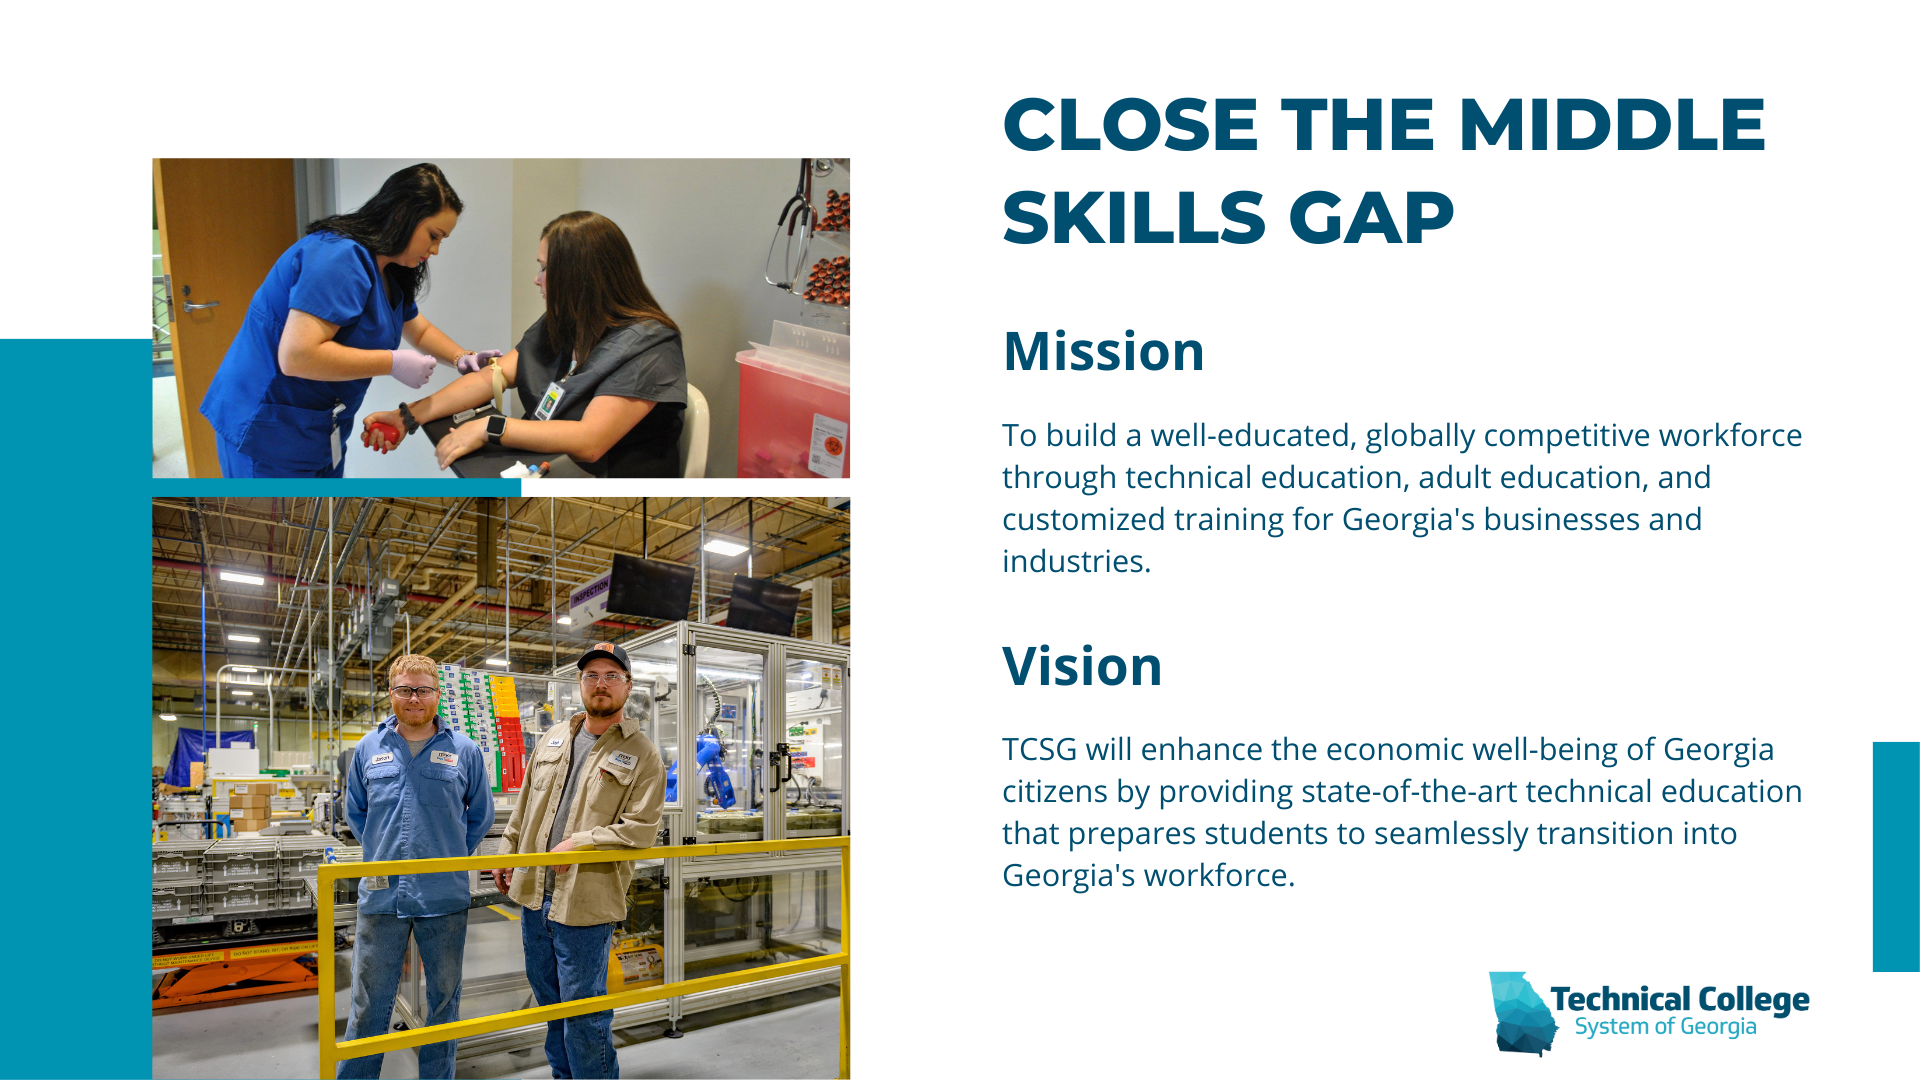 CLOSE THE MIDDLE
SKILLS GAP
Mission
To build a well-educated, globally competitive workforce
through technical education, adult education, and
customized training for Georgia's businesses and
industries.
Vision
TCSG will enhance the economic well-being of Georgia
citizens by providing state-of-the-art technical education
that prepares students to seamlessly transition into
Georgia's workforce.
Technical College
System of Georgia
INSPECTION